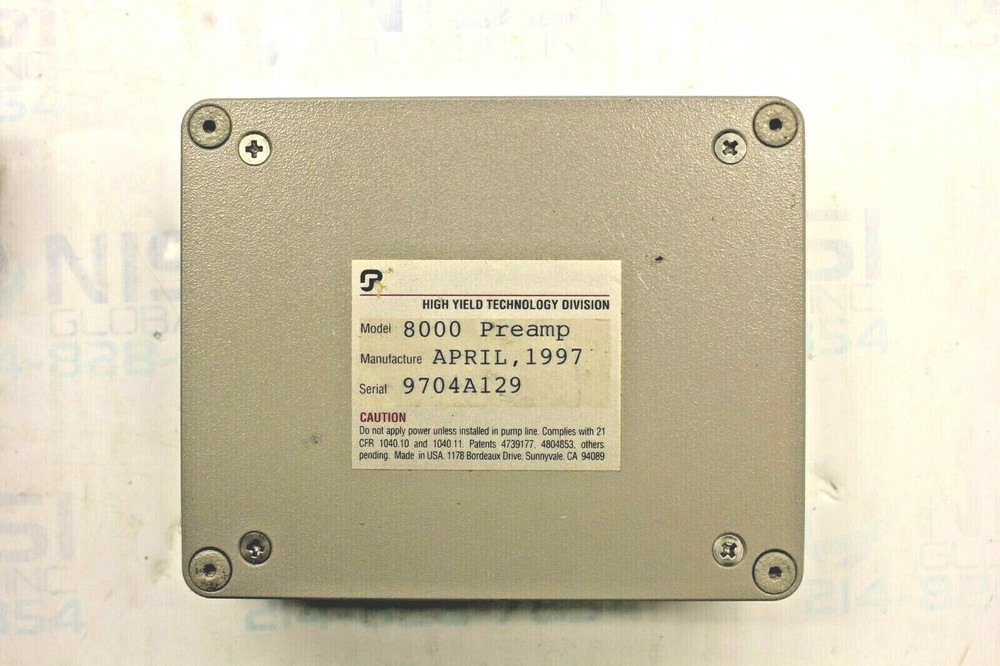 HIGH YIELD TECHNOLOGY DIVISION
Model 8000 Preamp
Manufacture APRIL,1997
Serial 9704A129
CAUTION
Do not apply power unless installed in pump line. Complies with 21
CFR 1040.10 and 1040.11. Patents 4739177, 4804853, others
pending. Made in USA. 1178 Bordeaux Drive, Sunnyvale, CA 94089